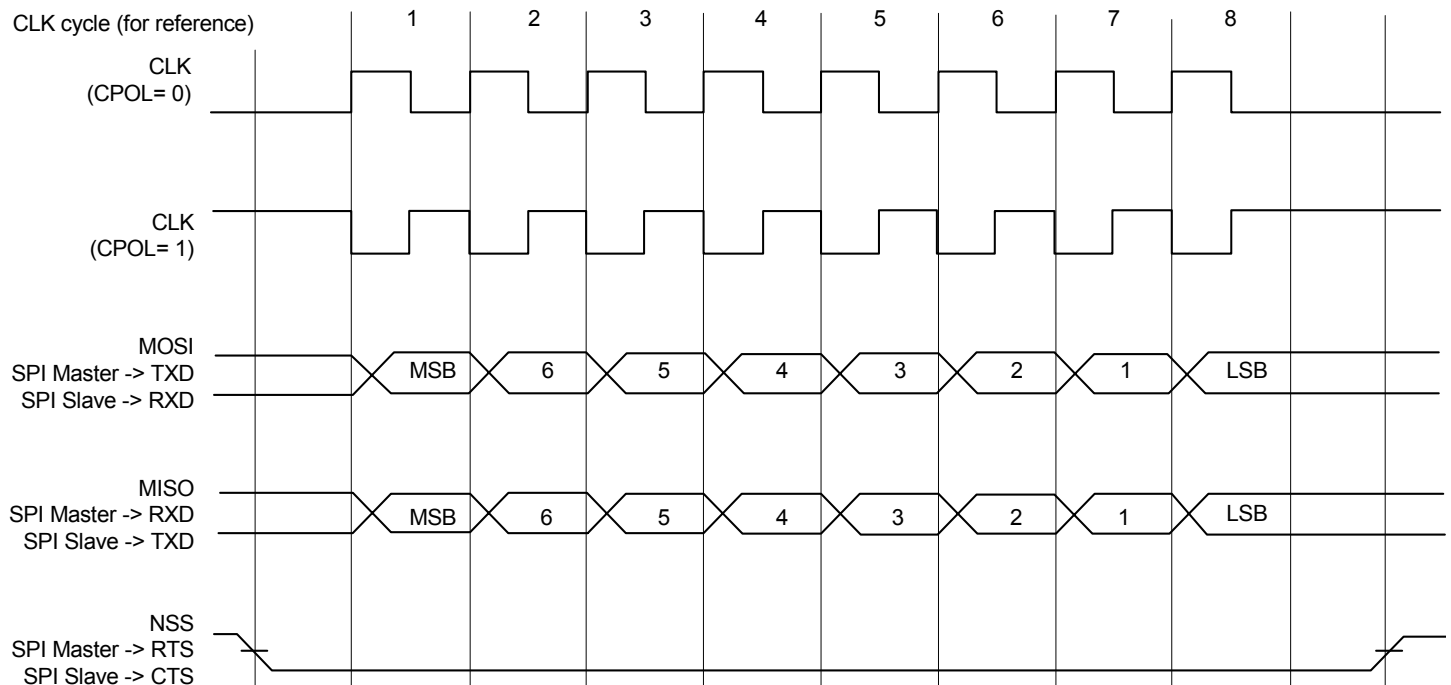 CLK cycle (for reference) 1 2 3 4 5 6 7 8
CLK
(CPOL= 0)
CLK
(CPOL= 1)
MOSI
SPI Master -> TXD
SPI Slave -> RXD
MSB 6 5 4 3 2 1 LSB
MISO
SPI Master -> RXD
SPI Slave -> TXD
MSB 6 5 4 3 2 1 LSB
NSS
SPI Master -> RTS
SPI Slave -> CTS